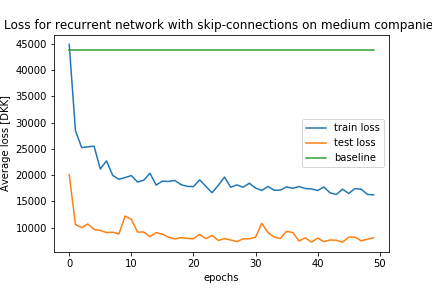 Loss for recurrent network with skip-connections on medium companie
Average loss [DKK]
45000
40000
35000
30000
25000
20000
15000
10000
train loss
test loss
baseline
0
10
20
30
40
50
epochs